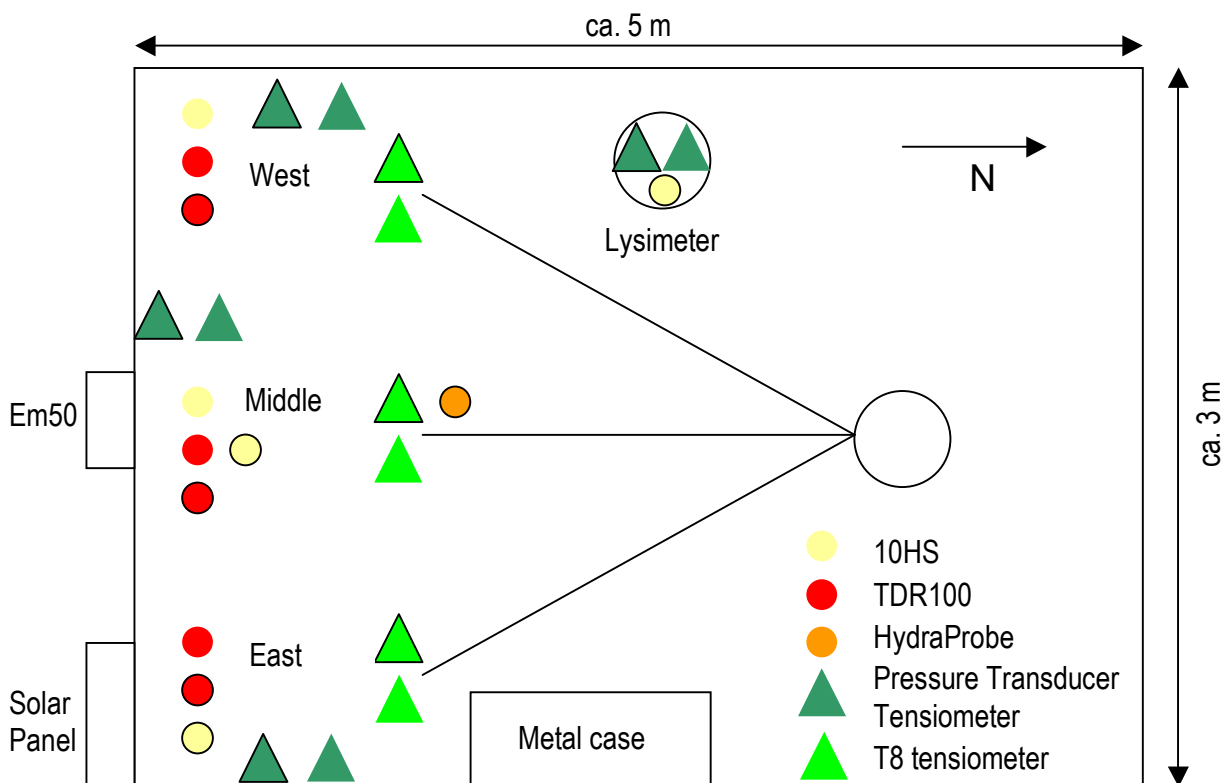 ca. 5 m
West
N
Lysimeter
Em50
Middle
ca. 3 m
10HS
TDR100
HydraProbe
East
Pressure Transducer
Tensiometer
Solar
Panel
Metal case
T8 tensiometer